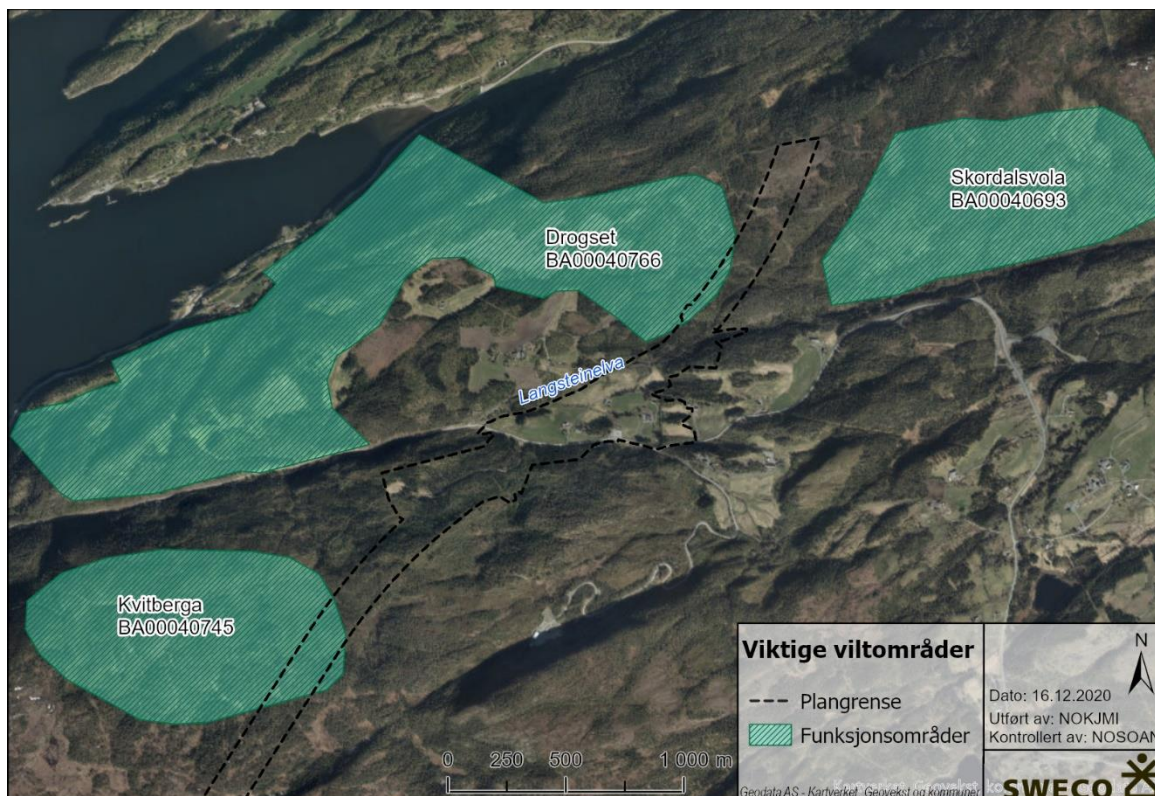 Skordalsvola
BA00040693
Drogset
BA00040766
Langsteinelva
Kvitberga
BA00040745
Viktige viltområder
Plangrense
Funksjonsområder
N
Dato: 16.12.2020
Utført av: NOKJMI
Kontrollert av: NOSOAN
0 250 500 1 000 m
Geodata AS - Kartverket, Geovekst og kommuner
SWECO